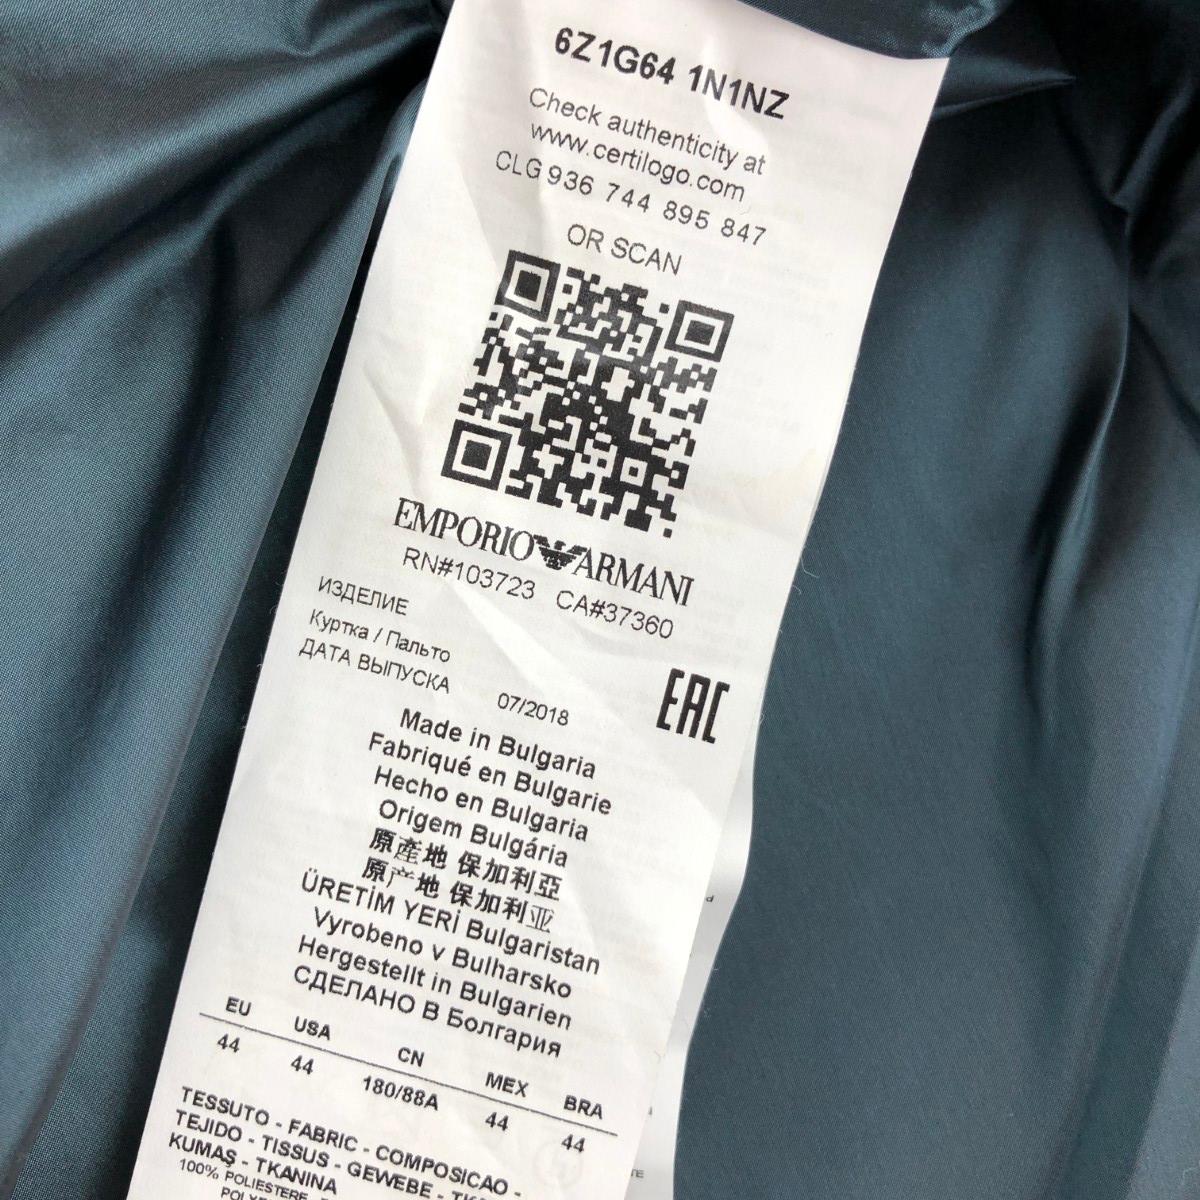 6Z1G64 1N1NZ
Check authenticity at
www.certilogo.com
CLG 936 744 895 847
OR SCAN
EMPORIO ARMANI
RN#103723 CA#37360
ИЗДЕЛИЕ
Куртка / Пальто
ДАТА ВЫПУСКА
07/2018
EAC
Made in Bulgaria
Fabriqué en Bulgarie
Hecho en Bulgaria
Origem Bulgária
原產地 保加利亞
原产地 保加利亚
ÜRETİM YERİ Bulgaristan
Vyrobeno v Bulharsko
Hergestellt in Bulgarien
СДЕЛАНО В Болгария
EU USA CN MEX BRA
44 44 180/88A 44 44
TESSUTO - FABRIC - COMPOSICAO -
TEJIDO - TISSUS - GEWEBE -
KUMAŞ - TKANINA
100% POLIESTERE